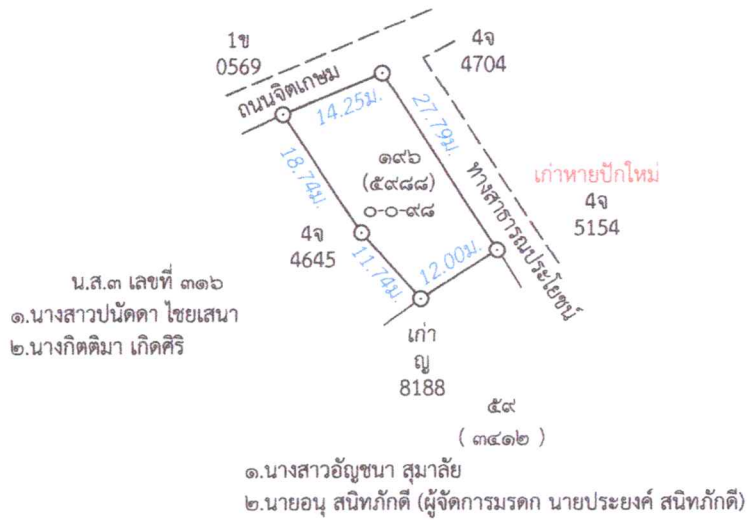 1ข
0569
4จ
4704
ถนนจิตเกษม
14.25ม.
27.79ม.
18.74ม.
๑๙๖
(๕๙๘๘)
๐-๐-๙๘
ทางสาธารณประโยชน์
เก่าหายปักใหม่
4จ
5154
4จ
4645
11.74ม.
12.00ม.
น.ส.๓ เลขที่ ๓๑๖
๑.นางสาวปนัดดา ไชยเสนา
๒.นางกิตติมา เกิดศิริ
เก่า
ญ
8188
๕๙
( ๓๔๑๒ )
๑.นางสาวอัญชนา สุมาลัย
๒.นายอนุ สนิทภักดี (ผู้จัดการมรดก นายประยงค์ สนิทภักดี)